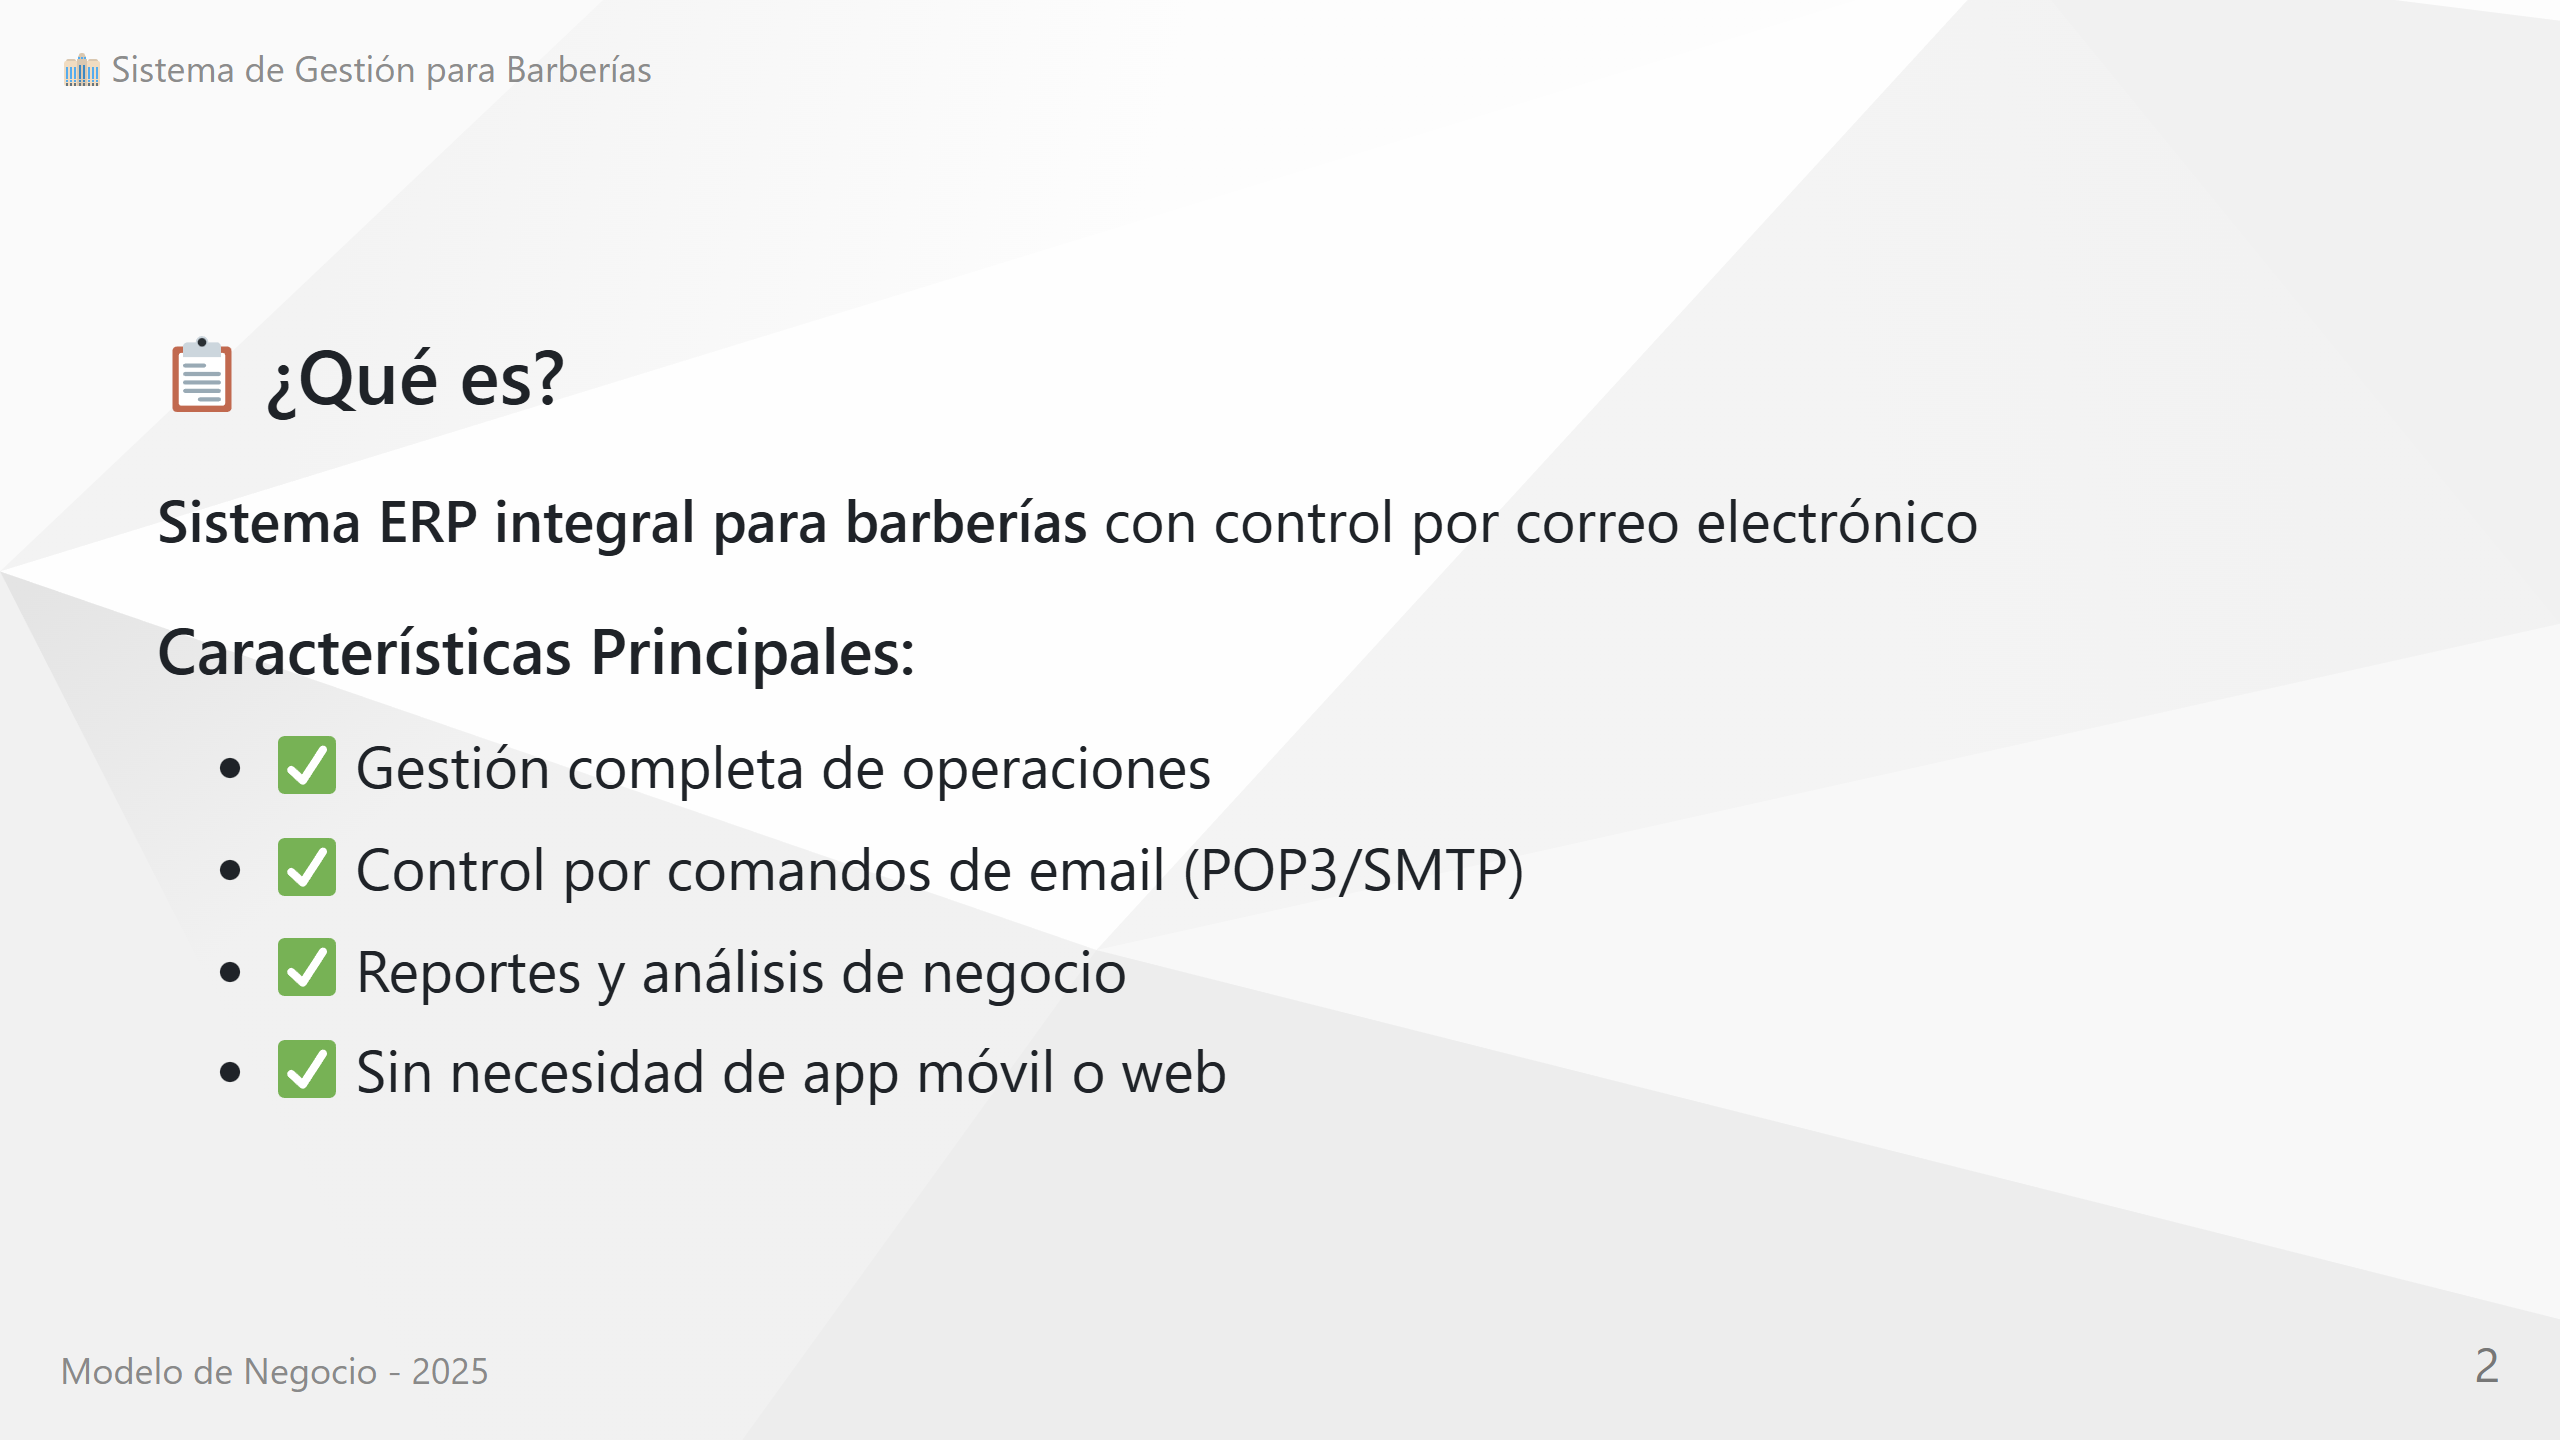 Sistema de Gestión para Barberías
¿Qué es?
Sistema ERP integral para barberías con control por correo electrónico
Características Principales:
• ✅ Gestión completa de operaciones
• ✅ Control por comandos de email (POP3/SMTP)
• ✅ Reportes y análisis de negocio
• ✅ Sin necesidad de app móvil o web
Modelo de Negocio - 2025
2